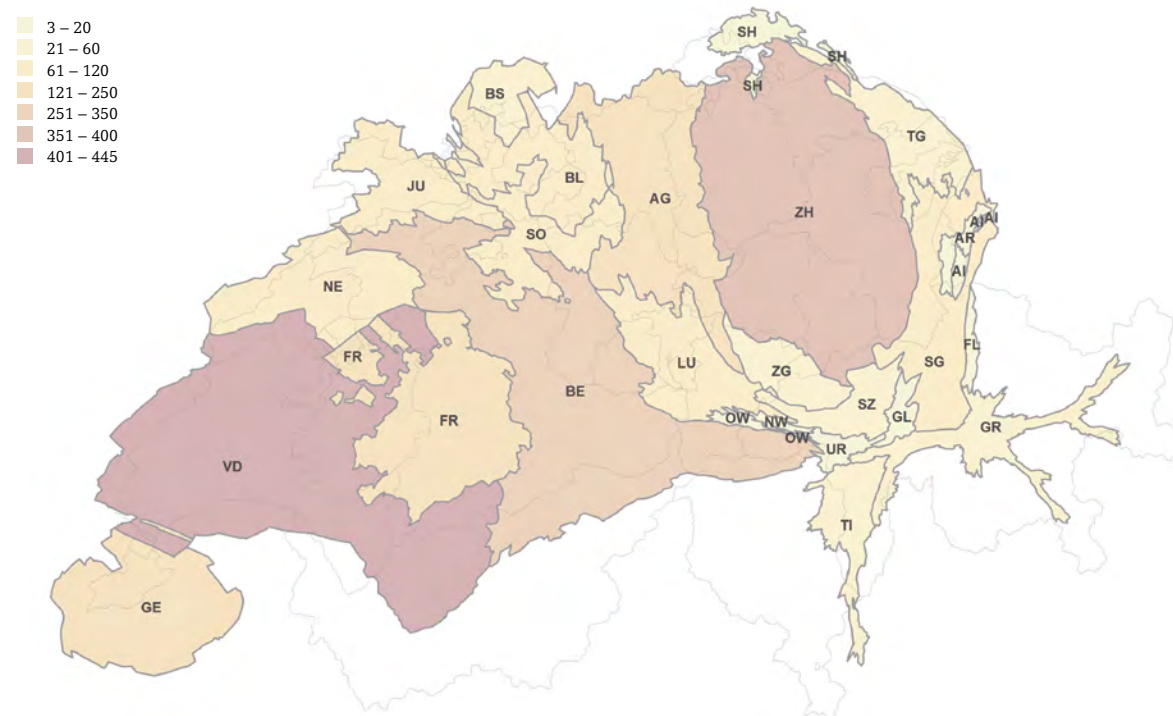 3 – 20
21 – 60
61 – 120
121 – 250
251 – 350
351 – 400
401 – 445
SH
SH
SH
BS
TG
BL
JU
AG
ZH
AI
AI
SO
AR
AI
NE
FL
FR
LU
SG
ZG
BE
SZ
FR
OW
NW
GL
GR
OW
UR
VD
TI
GE